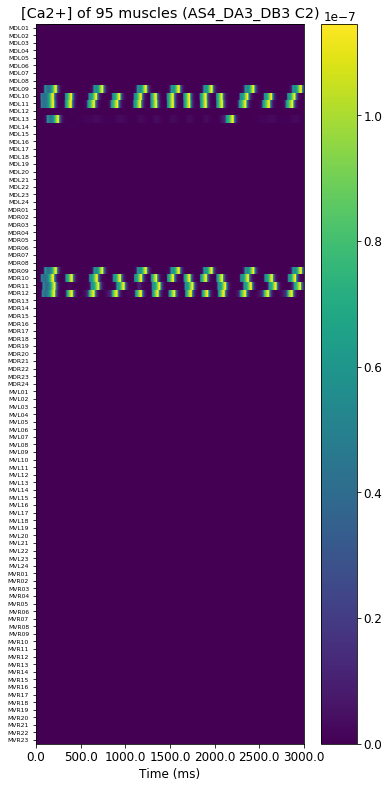 [Ca2+] of 95 muscles (AS4_DA3_DB3 C2)
1e−7
MDL01
MDL02
MDL03
MDL04
MDL05
MDL06
MDL07
MDL08
MDL09
MDL10
MDL11
MDL12
MDL13
MDL14
MDL15
MDL16
MDL17
MDL18
MDL19
MDL20
MDL21
MDL22
MDL23
MDL24
MDR01
MDR02
MDR03
MDR04
MDR05
MDR06
MDR07
MDR08
MDR09
MDR10
MDR11
MDR12
MDR13
MDR14
MDR15
MDR16
MDR17
MDR18
MDR19
MDR20
MDR21
MDR22
MDR23
MDR24
MVL01
MVL02
MVL03
MVL04
MVL05
MVL06
MVL07
MVL08
MVL09
MVL10
MVL11
MVL12
MVL13
MVL14
MVL15
MVL16
MVL17
MVL18
MVL19
MVL20
MVL21
MVL22
MVL23
MVL24
MVR01
MVR02
MVR03
MVR04
MVR05
MVR06
MVR07
MVR08
MVR09
MVR10
MVR11
MVR12
MVR13
MVR14
MVR15
MVR16
MVR17
MVR18
MVR19
MVR20
MVR21
MVR22
MVR23
0.0 500.0 1000.0 1500.0 2000.0 2500.0 3000.0
Time (ms)
1.0
0.8
0.6
0.4
0.2
0.0